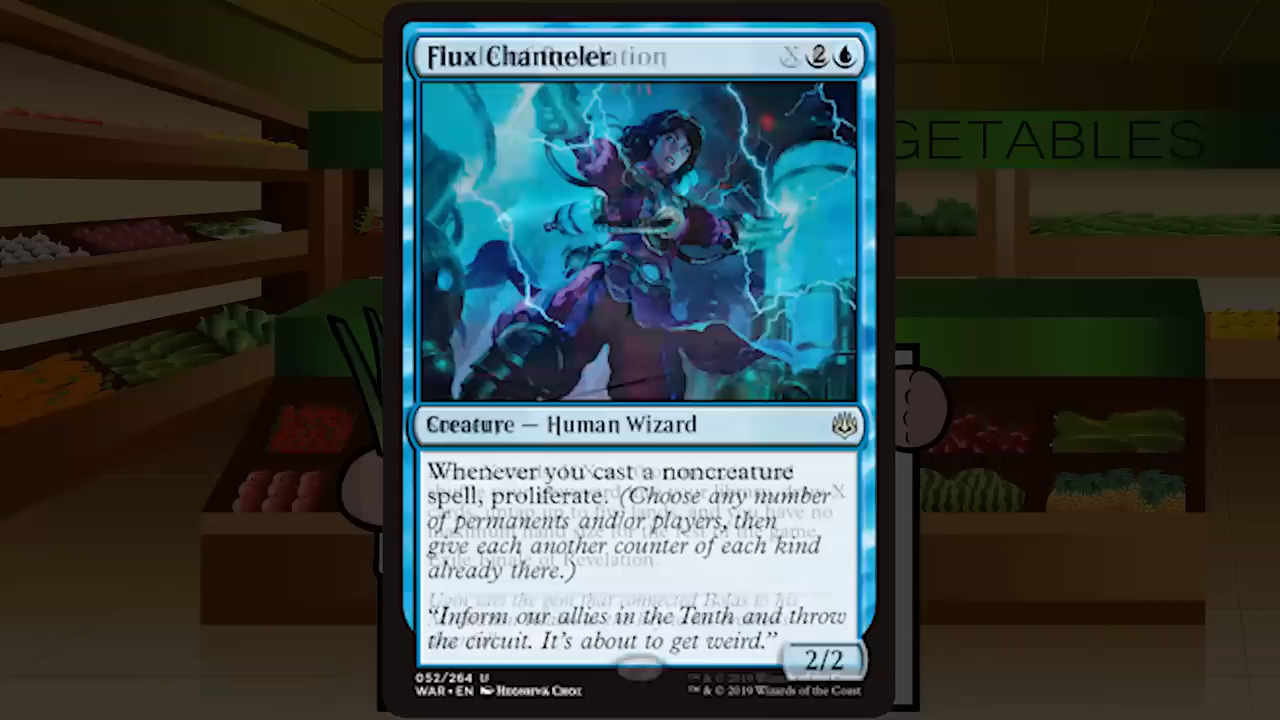 Flux Channeler
X 2
GETABLES
Creature — Human Wizard
Whenever you cast a noncreature
spell, proliferate. (Choose any number
of permanents and/or players, then
give each another counter of each kind
already there.)
"Inform our allies in the Tenth and throw
the circuit. It's about to get weird."
2/2
052/264 U
WAR • EN
™ & © 2019 Wizards of the Coast